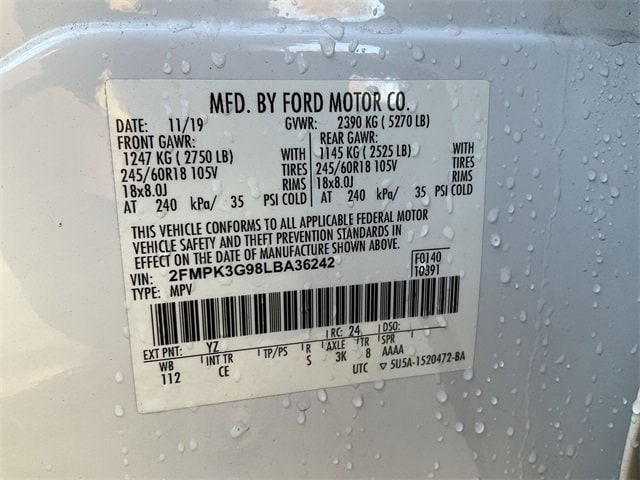 MFD. BY FORD MOTOR CO.
DATE: 11/19 GVWR: 2390 KG ( 5270 LB)
FRONT GAWR: REAR GAWR:
1247 KG ( 2750 LB) WITH 1145 KG ( 2525 LB) WITH
245/60R18 105V TIRES 245/60R18 105V TIRES
18x8.0J RIMS 18x8.0J RIMS
AT 240 kPa/ 35 PSI COLD AT 240 kPa/ 35 PSI COLD
THIS VEHICLE CONFORMS TO ALL APPLICABLE FEDERAL MOTOR
VEHICLE SAFETY AND THEFT PREVENTION STANDARDS IN
EFFECT ON THE DATE OF MANUFACTURE SHOWN ABOVE.
VIN: 2FMPK3G98LBA36242 F0140
TYPE: MPV T0391
EXT PNT: YZ RC: 24 DSO:
WB INT TR TP/PS R AXLE TR SPR
112 CE S 3K 8 AAAA
UTC ▽ 5U5A-1520472-BA